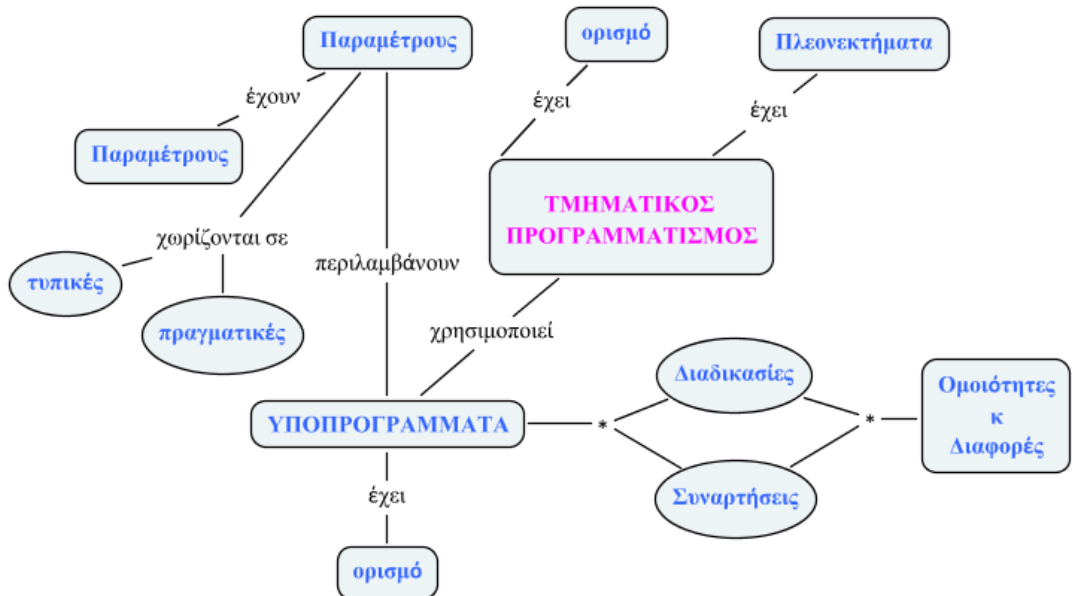 Παραμέτρους
ορισμό
Πλεονεκτήματα
έχουν
έχει
έχει
Παραμέτρους
ΤΜΗΜΑΤΙΚΟΣ
ΠΡΟΓΡΑΜΜΑΤΙΣΜΟΣ
χωρίζονται σε
περιλαμβάνουν
τυπικές
πραγματικές
χρησιμοποιεί
Διαδικασίες
Ομοιότητες
κ
Διαφορές
ΥΠΟΠΡΟΓΡΑΜΜΑΤΑ
*
*
Συναρτήσεις
έχει
ορισμό